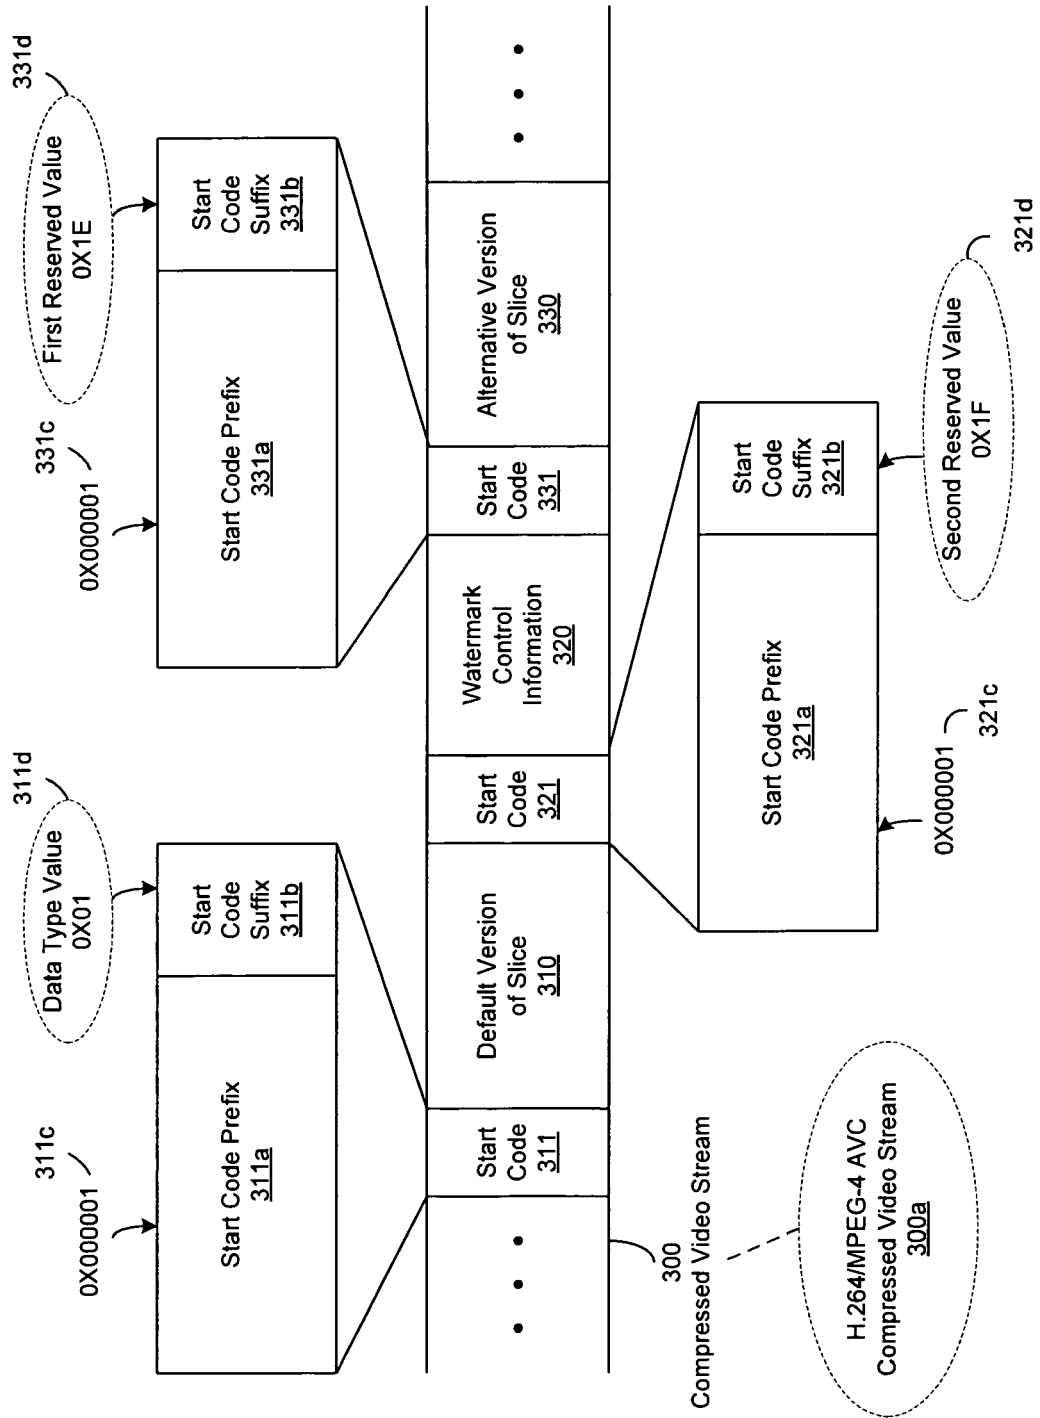 311c
0X000001
311d
Data Type Value
0X01
331c
0X000001
331d
First Reserved Value
0X1E
Start Code Prefix
311a
Start
Code
Suffix
311b
Start Code Prefix
331a
Start
Code
Suffix
331b
Start
Code
311
Default Version
of Slice
310
Start
Code
321
Watermark
Control
Information
320
Start
Code
331
Alternative Version
of Slice
330
300
Compressed Video Stream
H.264/MPEG-4 AVC
Compressed Video Stream
300a
Start Code Prefix
321a
Start
Code
Suffix
321b
0X000001
321c
Second Reserved Value
0X1F
321d